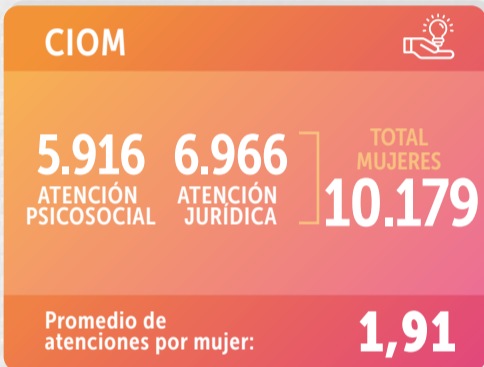 CIOM
5.916
ATENCIÓN
PSICOSOCIAL
6.966
ATENCIÓN
JURÍDICA
TOTAL
MUJERES
10.179
Promedio de
atenciones por mujer:
1,91